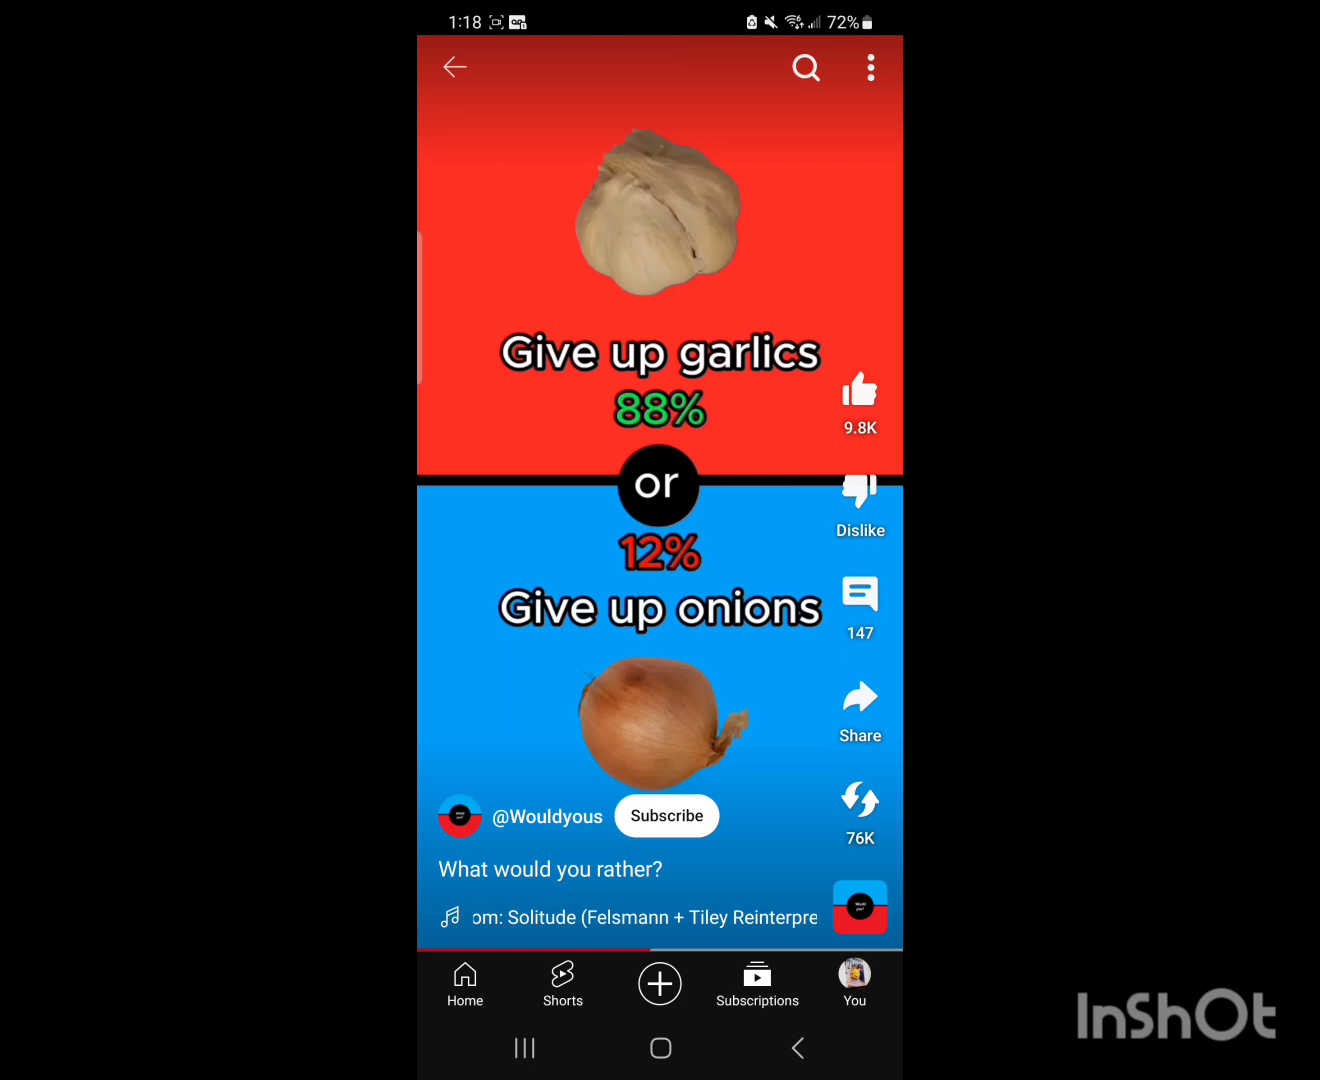 1:18
72%
Give up garlics
88%
or
12%
Give up onions
9.8K
Dislike
147
Share
76K
@Wouldyous
Subscribe
What would you rather?
om: Solitude (Felsmann + Tiley Reinterpre
Home
Shorts
Subscriptions
You
InShOt